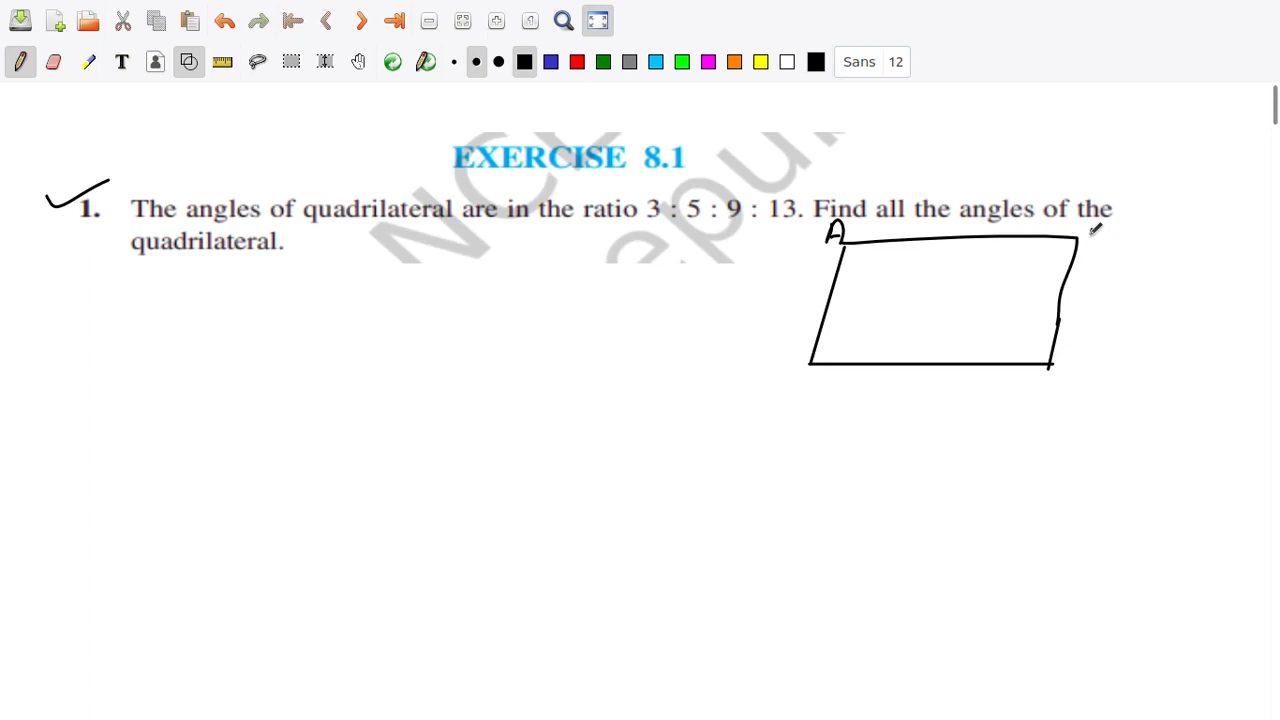 Sans 12
EXERCISE 8.1
1. The angles of quadrilateral are in the ratio 3 : 5 : 9 : 13. Find all the angles of the
quadrilateral.
A